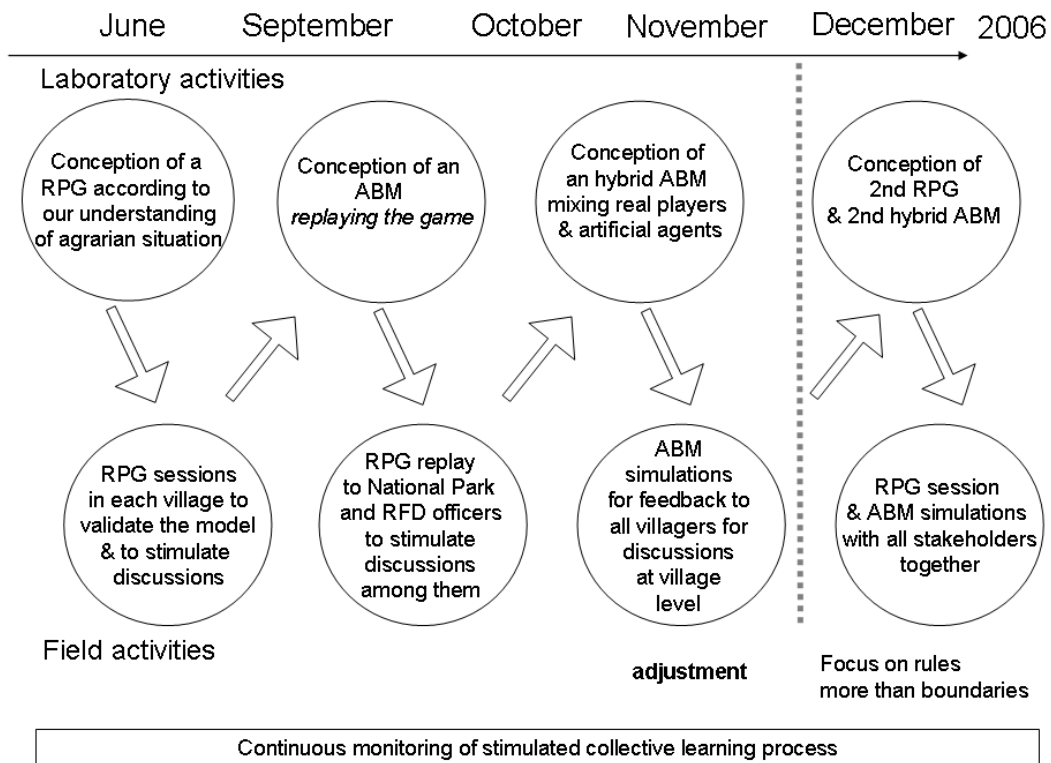 June September October November December 2006
Laboratory activities
Conception of a
RPG according to
our understanding
of agrarian situation
Conception of an
ABM
replaying the game
Conception of
an hybrid ABM
mixing real players
& artificial agents
Conception of
2nd RPG
& 2nd hybrid ABM
RPG sessions
in each village to
validate the model
& to stimulate
discussions
RPG replay
to National Park
and RFD officers
to stimulate
discussions
among them
ABM
simulations
for feedback to
all villagers for
discussions
at village
level
RPG session
& ABM simulations
with all stakeholders
together
Field activities
adjustment
Focus on rules
more than boundaries
Continuous monitoring of stimulated collective learning process